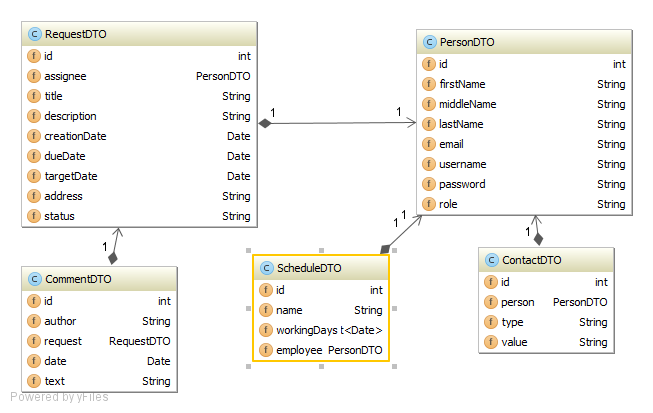 C RequestDTO
f id int
f assignee PersonDTO
f title String
f description String
f creationDate Date
f dueDate Date
f targetDate Date
f address String
f status String
1 1
C PersonDTO
f id int
f firstName String
f middleName String
f lastName String
f email String
f username String
f password String
f role String
1
1
C CommentDTO
f id int
f author String
f request RequestDTO
f date Date
f text String
1
1
C ScheduleDTO
f id int
f name String
f workingDays t<Date>
f employee PersonDTO
1
1
C ContactDTO
f id int
f person PersonDTO
f type String
f value String
Powered by yFiles